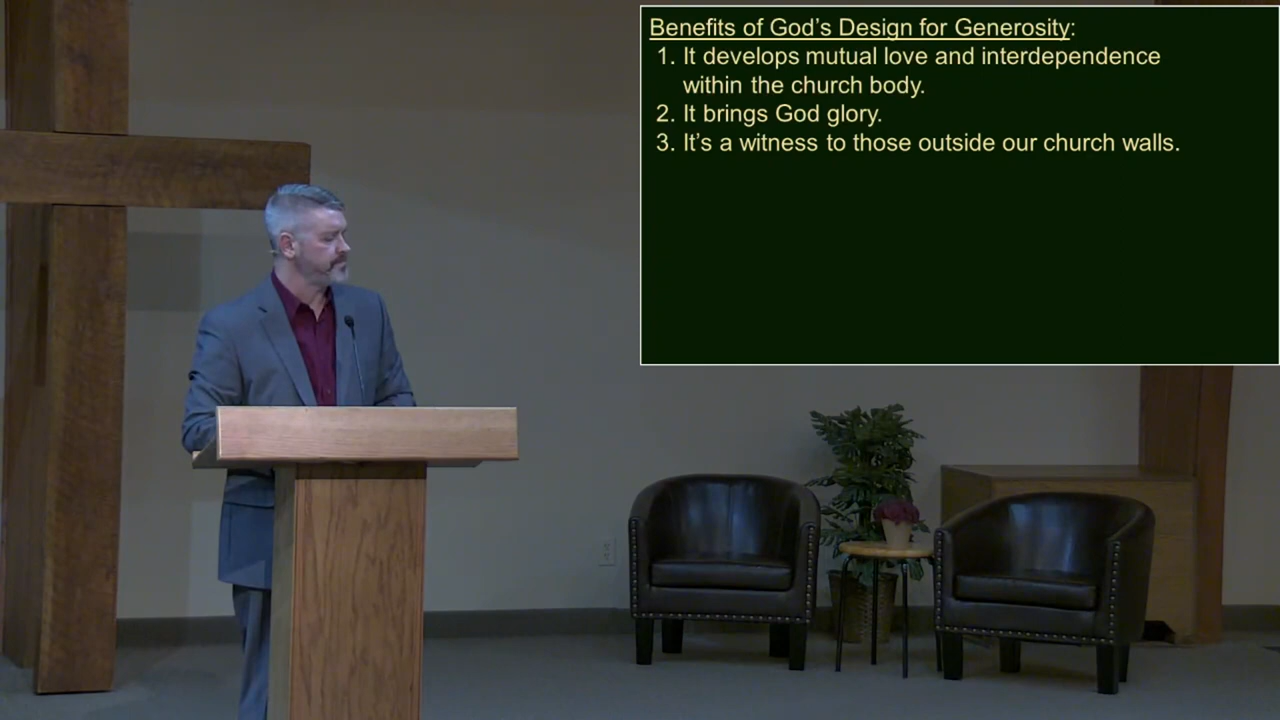 Benefits of God’s Design for Generosity:
1. It develops mutual love and interdependence
within the church body.
2. It brings God glory.
3. It’s a witness to those outside our church walls.